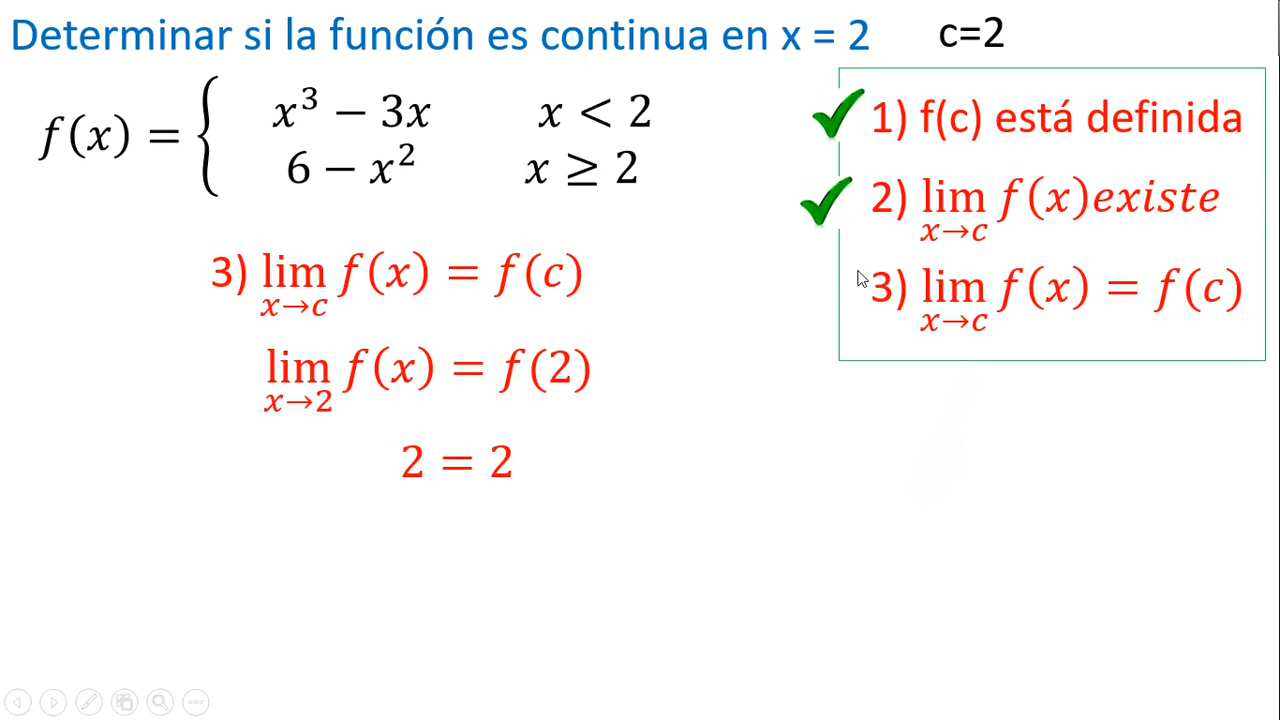 Determinar si la función es continua en x = 2
c=2
f(x) = { x³ − 3x x < 2
6 − x² x ≥ 2
1) f(c) está definida
2) lim f(x)existe
x→c
3) lim f(x) = f(c)
x→c
3) lim f(x) = f(c)
x→c
lim f(x) = f(2)
x→2
2 = 2